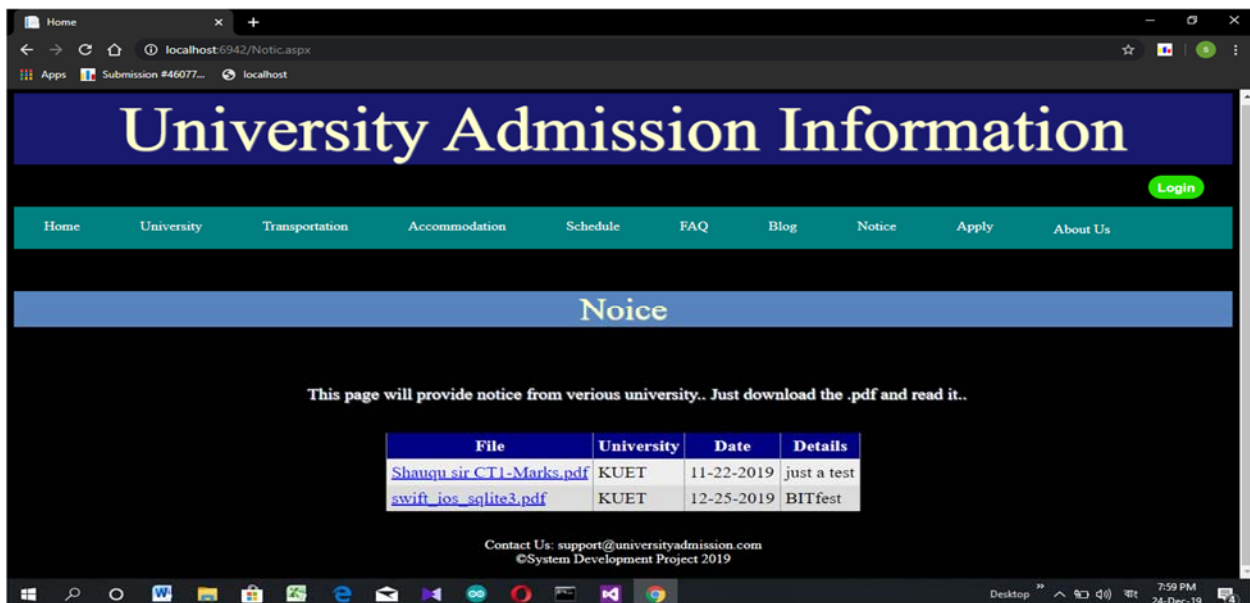 Home
localhost:6942/Notic.aspx
Apps Submission #46077... localhost
University Admission Information
Login
Home University Transportation Accommodation Schedule FAQ Blog Notice Apply About Us
Noice
This page will provide notice from verious university.. Just download the .pdf and read it..
File University Date Details
Shauqu sir CT1-Marks.pdf KUET 11-22-2019 just a test
swift_ios_sqlite3.pdf KUET 12-25-2019 BITfest
Contact Us: support@universityadmission.com
©System Development Project 2019
Desktop বাং 7:59 PM
24-Dec-19